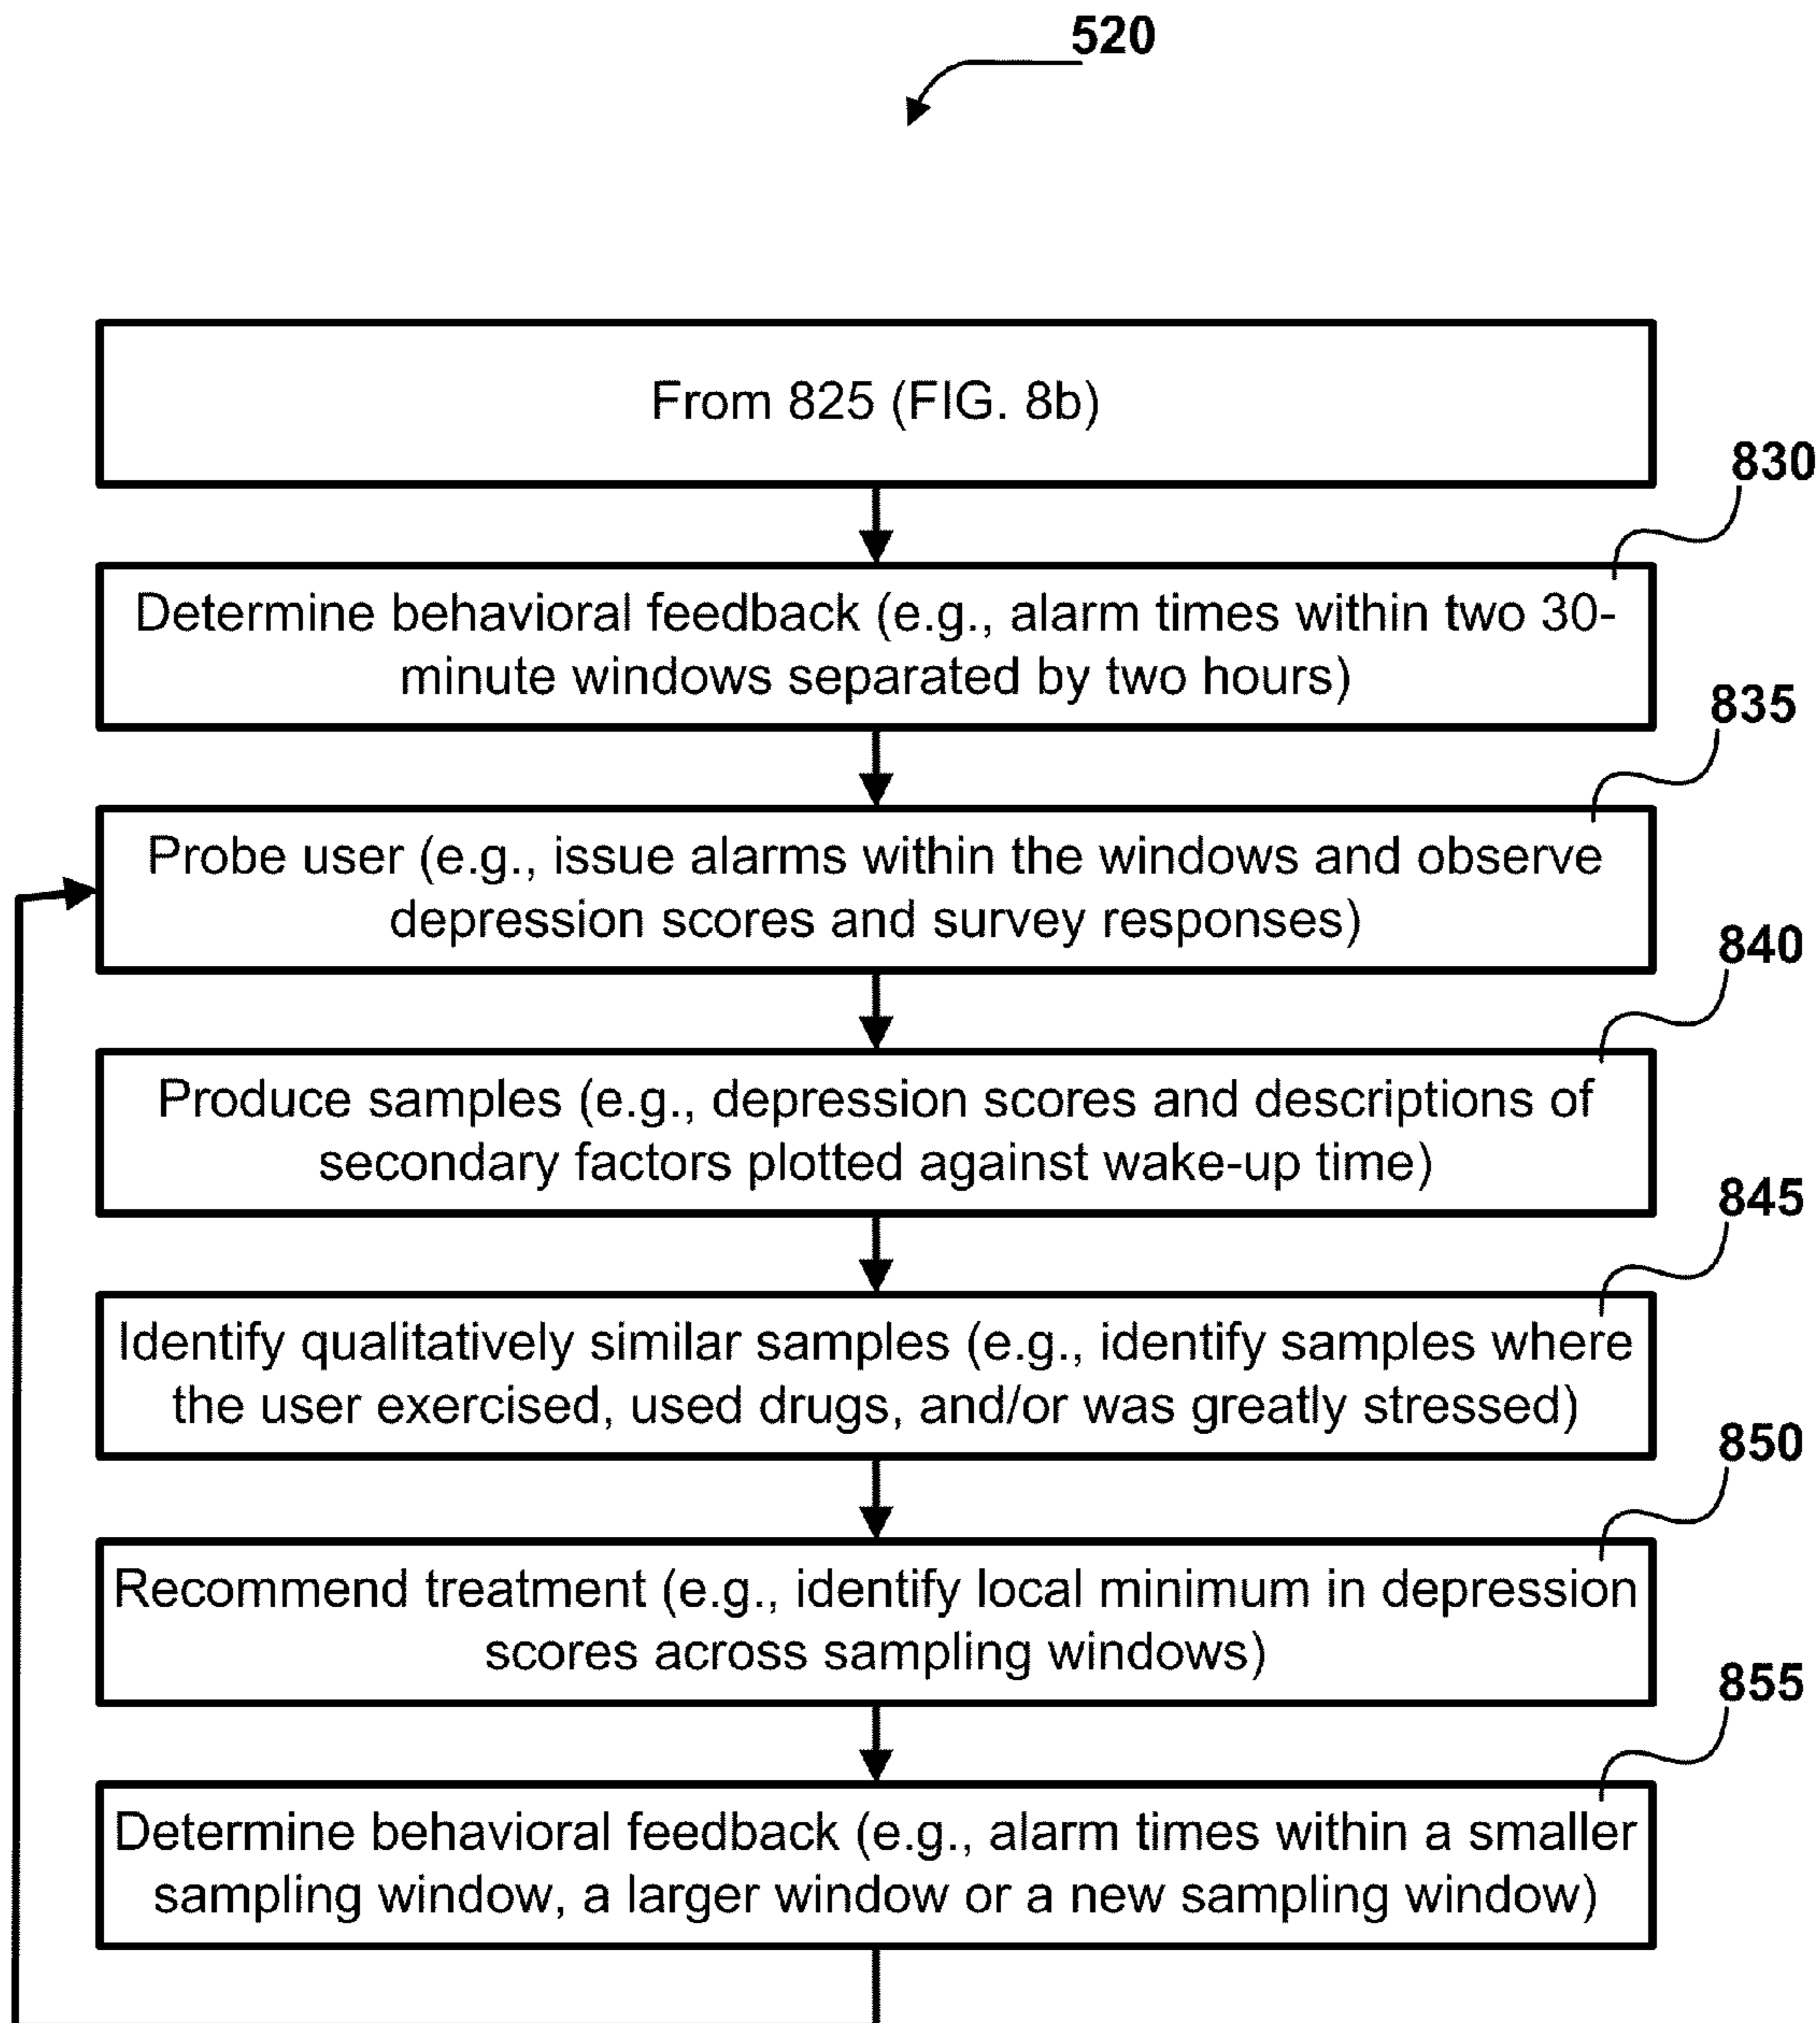 520
From 825 (FIG. 8b)
830
Determine behavioral feedback (e.g., alarm times within two 30-
minute windows separated by two hours)
835
Probe user (e.g., issue alarms within the windows and observe
depression scores and survey responses)
840
Produce samples (e.g., depression scores and descriptions of
secondary factors plotted against wake-up time)
845
Identify qualitatively similar samples (e.g., identify samples where
the user exercised, used drugs, and/or was greatly stressed)
850
Recommend treatment (e.g., identify local minimum in depression
scores across sampling windows)
855
Determine behavioral feedback (e.g., alarm times within a smaller
sampling window, a larger window or a new sampling window)